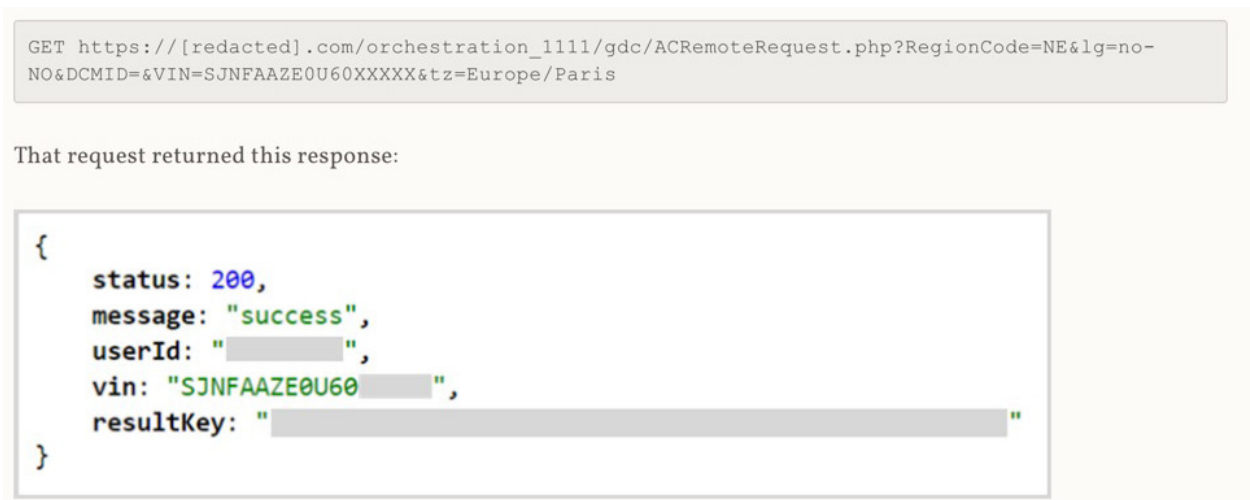 GET https://[redacted].com/orchestration_1111/gdc/ACRemoteRequest.php?RegionCode=NE&lg=no-
NO&DCMID=&VIN=SJNFAAZE0U60XXXXX&tz=Europe/Paris
That request returned this response:
{
status: 200,
message: "success",
userId: "",
vin: "SJNFAAZE0U60",
resultKey: ""
}